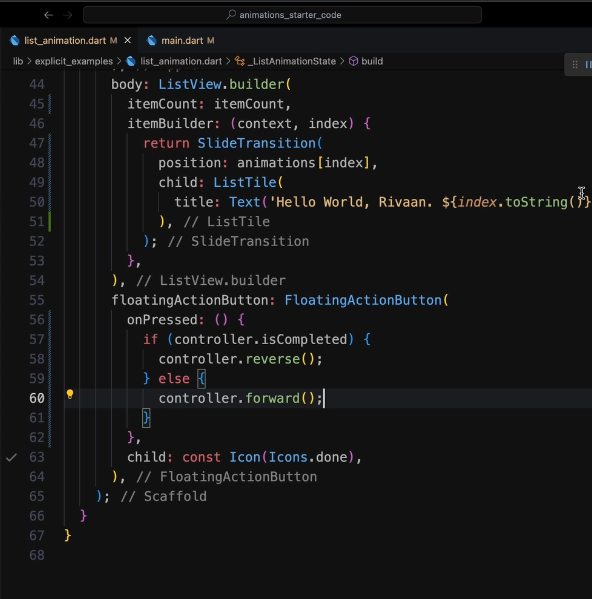 animations_starter_code
list_animation.dart M main.dart M
lib > explicit_examples > list_animation.dart > _ListAnimationState > build
44 body: ListView.builder(
45 itemCount: itemCount,
46 itemBuilder: (context, index) {
47 return SlideTransition(
48 position: animations[index],
49 child: ListTile(
50 title: Text('Hello World, Rivaan. ${index.toString()}
51 ), // ListTile
52 ); // SlideTransition
53 },
54 ), // ListView.builder
55 floatingActionButton: FloatingActionButton(
56 onPressed: () {
57 if (controller.isCompleted) {
58 controller.reverse();
59 } else {
60 controller.forward();
61 }
62 },
63 child: const Icon(Icons.done),
64 ), // FloatingActionButton
65 ); // Scaffold
66 }
67 }
68